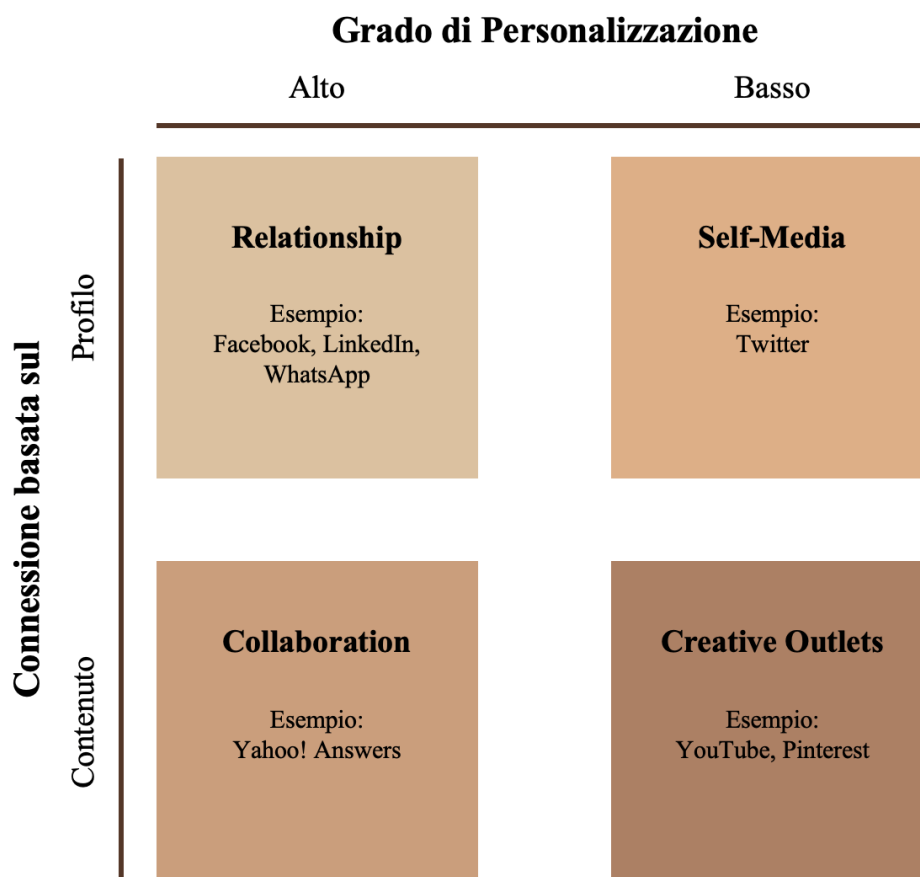 Grado di Personalizzazione
Alto
Basso
Connessione basata sul
Profilo
Relationship
Esempio:
Facebook, LinkedIn,
WhatsApp
Self-Media
Esempio:
Twitter
Contenuto
Collaboration
Esempio:
Yahoo! Answers
Creative Outlets
Esempio:
YouTube, Pinterest